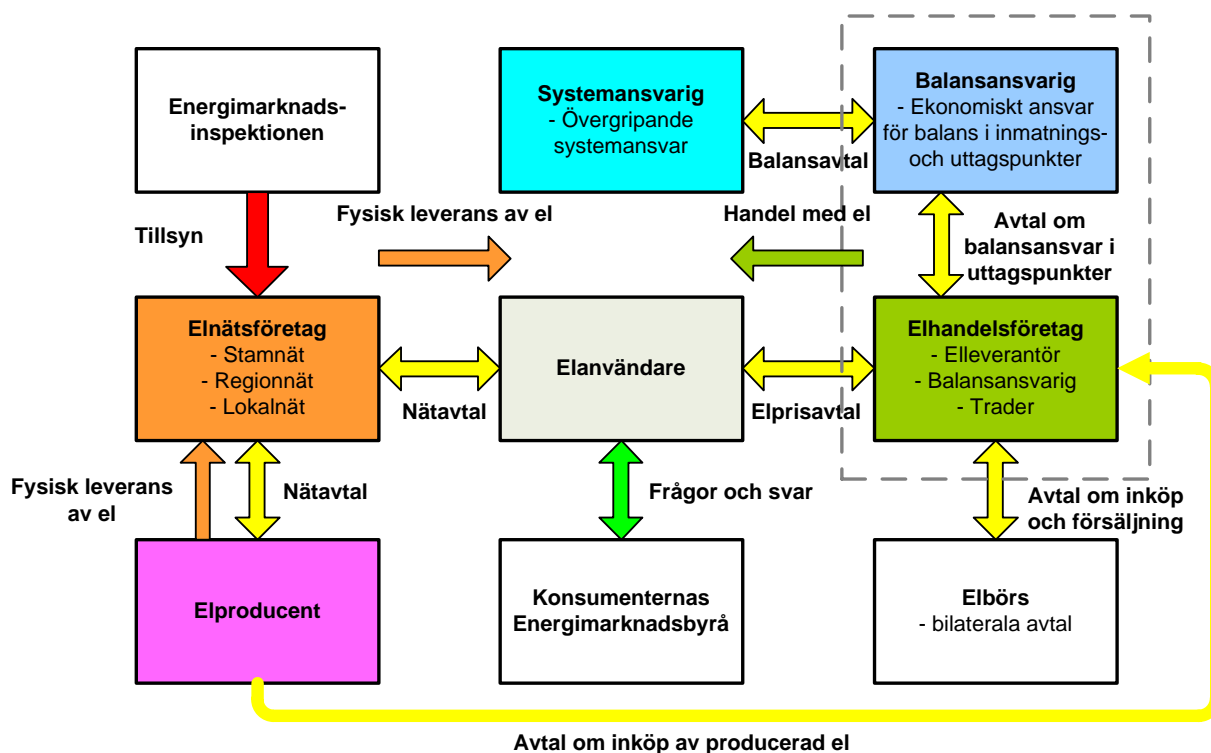 Energimarknads-
inspektionen
Systemansvarig
- Övergripande
systemansvar
Balansansvarig
- Ekonomiskt ansvar
för balans i inmatnings-
och uttagspunkter
Balansavtal
Tillsyn
Fysisk leverans av el
Handel med el
Avtal om
balansansvar i
uttagspunkter
Elnätsföretag
- Stamnät
- Regionnät
- Lokalnät
Nätavtal
Elanvändare
Elprisavtal
Elhandelsföretag
- Elleverantör
- Balansansvarig
- Trader
Fysisk leverans
av el
Nätavtal
Frågor och svar
Avtal om inköp
och försäljning
Elproducent
Konsumenternas
Energimarknadsbyrå
Elbörs
- bilaterala avtal
Avtal om inköp av producerad el